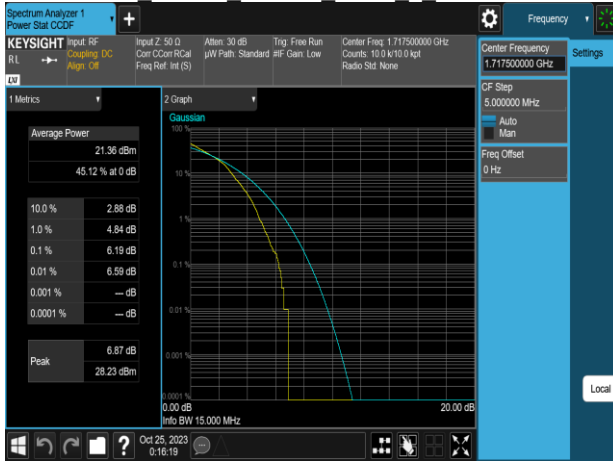 Spectrum Analyzer 1
Power Stat CCDF
+
Frequency
KEYSIGHT
RL
LXI
Input: RF
Coupling: DC
Align: Off
Input Z: 50 Ω
Corr CCorr RCal
Freq Ref: Int (S)
Atten: 30 dB
µW Path: Standard
Trig: Free Run
#IF Gain: Low
Center Freq: 1.717500000 GHz
Counts: 10.0 k/10.0 kpt
Radio Std: None
Center Frequency
1.717500000 GHz
Settings
CF Step
5.000000 MHz
Auto
Man
Freq Offset
0 Hz
1 Metrics
Average Power
21.36 dBm
45.12 % at 0 dB
10.0 % 2.88 dB
1.0 % 4.84 dB
0.1 % 6.19 dB
0.01 % 6.59 dB
0.001 % --- dB
0.0001 % --- dB
Peak
6.87 dB
28.23 dBm
2 Graph
Gaussian
100 %
10 %
1 %
0.1 %
0.01 %
0.001 %
0.0001 %
0.00 dB 20.00 dB
Info BW 15.000 MHz
Local
?
Oct 25, 2023
0:16:19